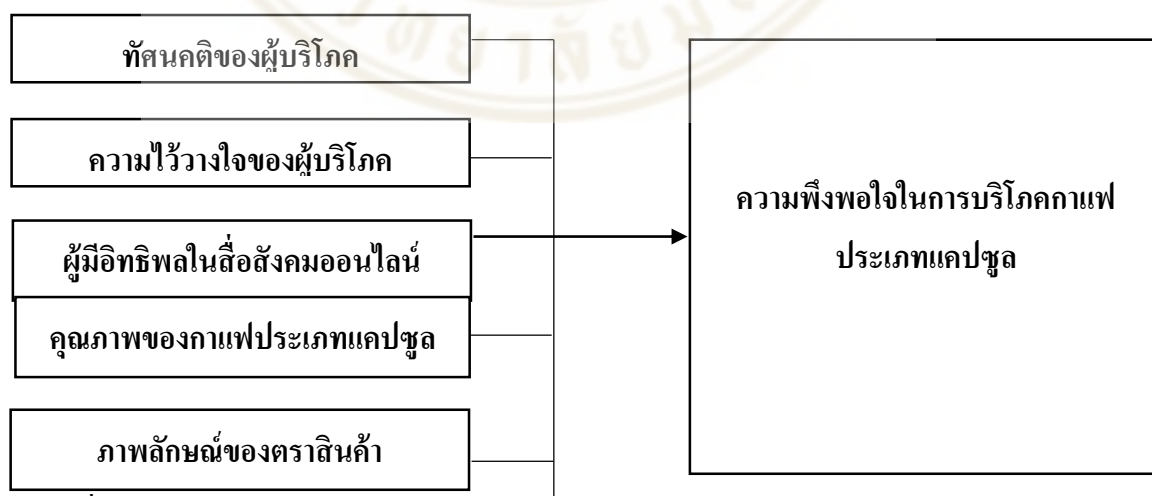 ทัศนคติของผู้บริโภค
ความไว้วางใจของผู้บริโภค
ผู้มีอิทธิพลในสื่อสังคมออนไลน์
คุณภาพของกาแฟประเภทแคปซูล
ภาพลักษณ์ของตราสินค้า
ความพึงพอใจในการบริโภคกาแฟ
ประเภทแคปซูล